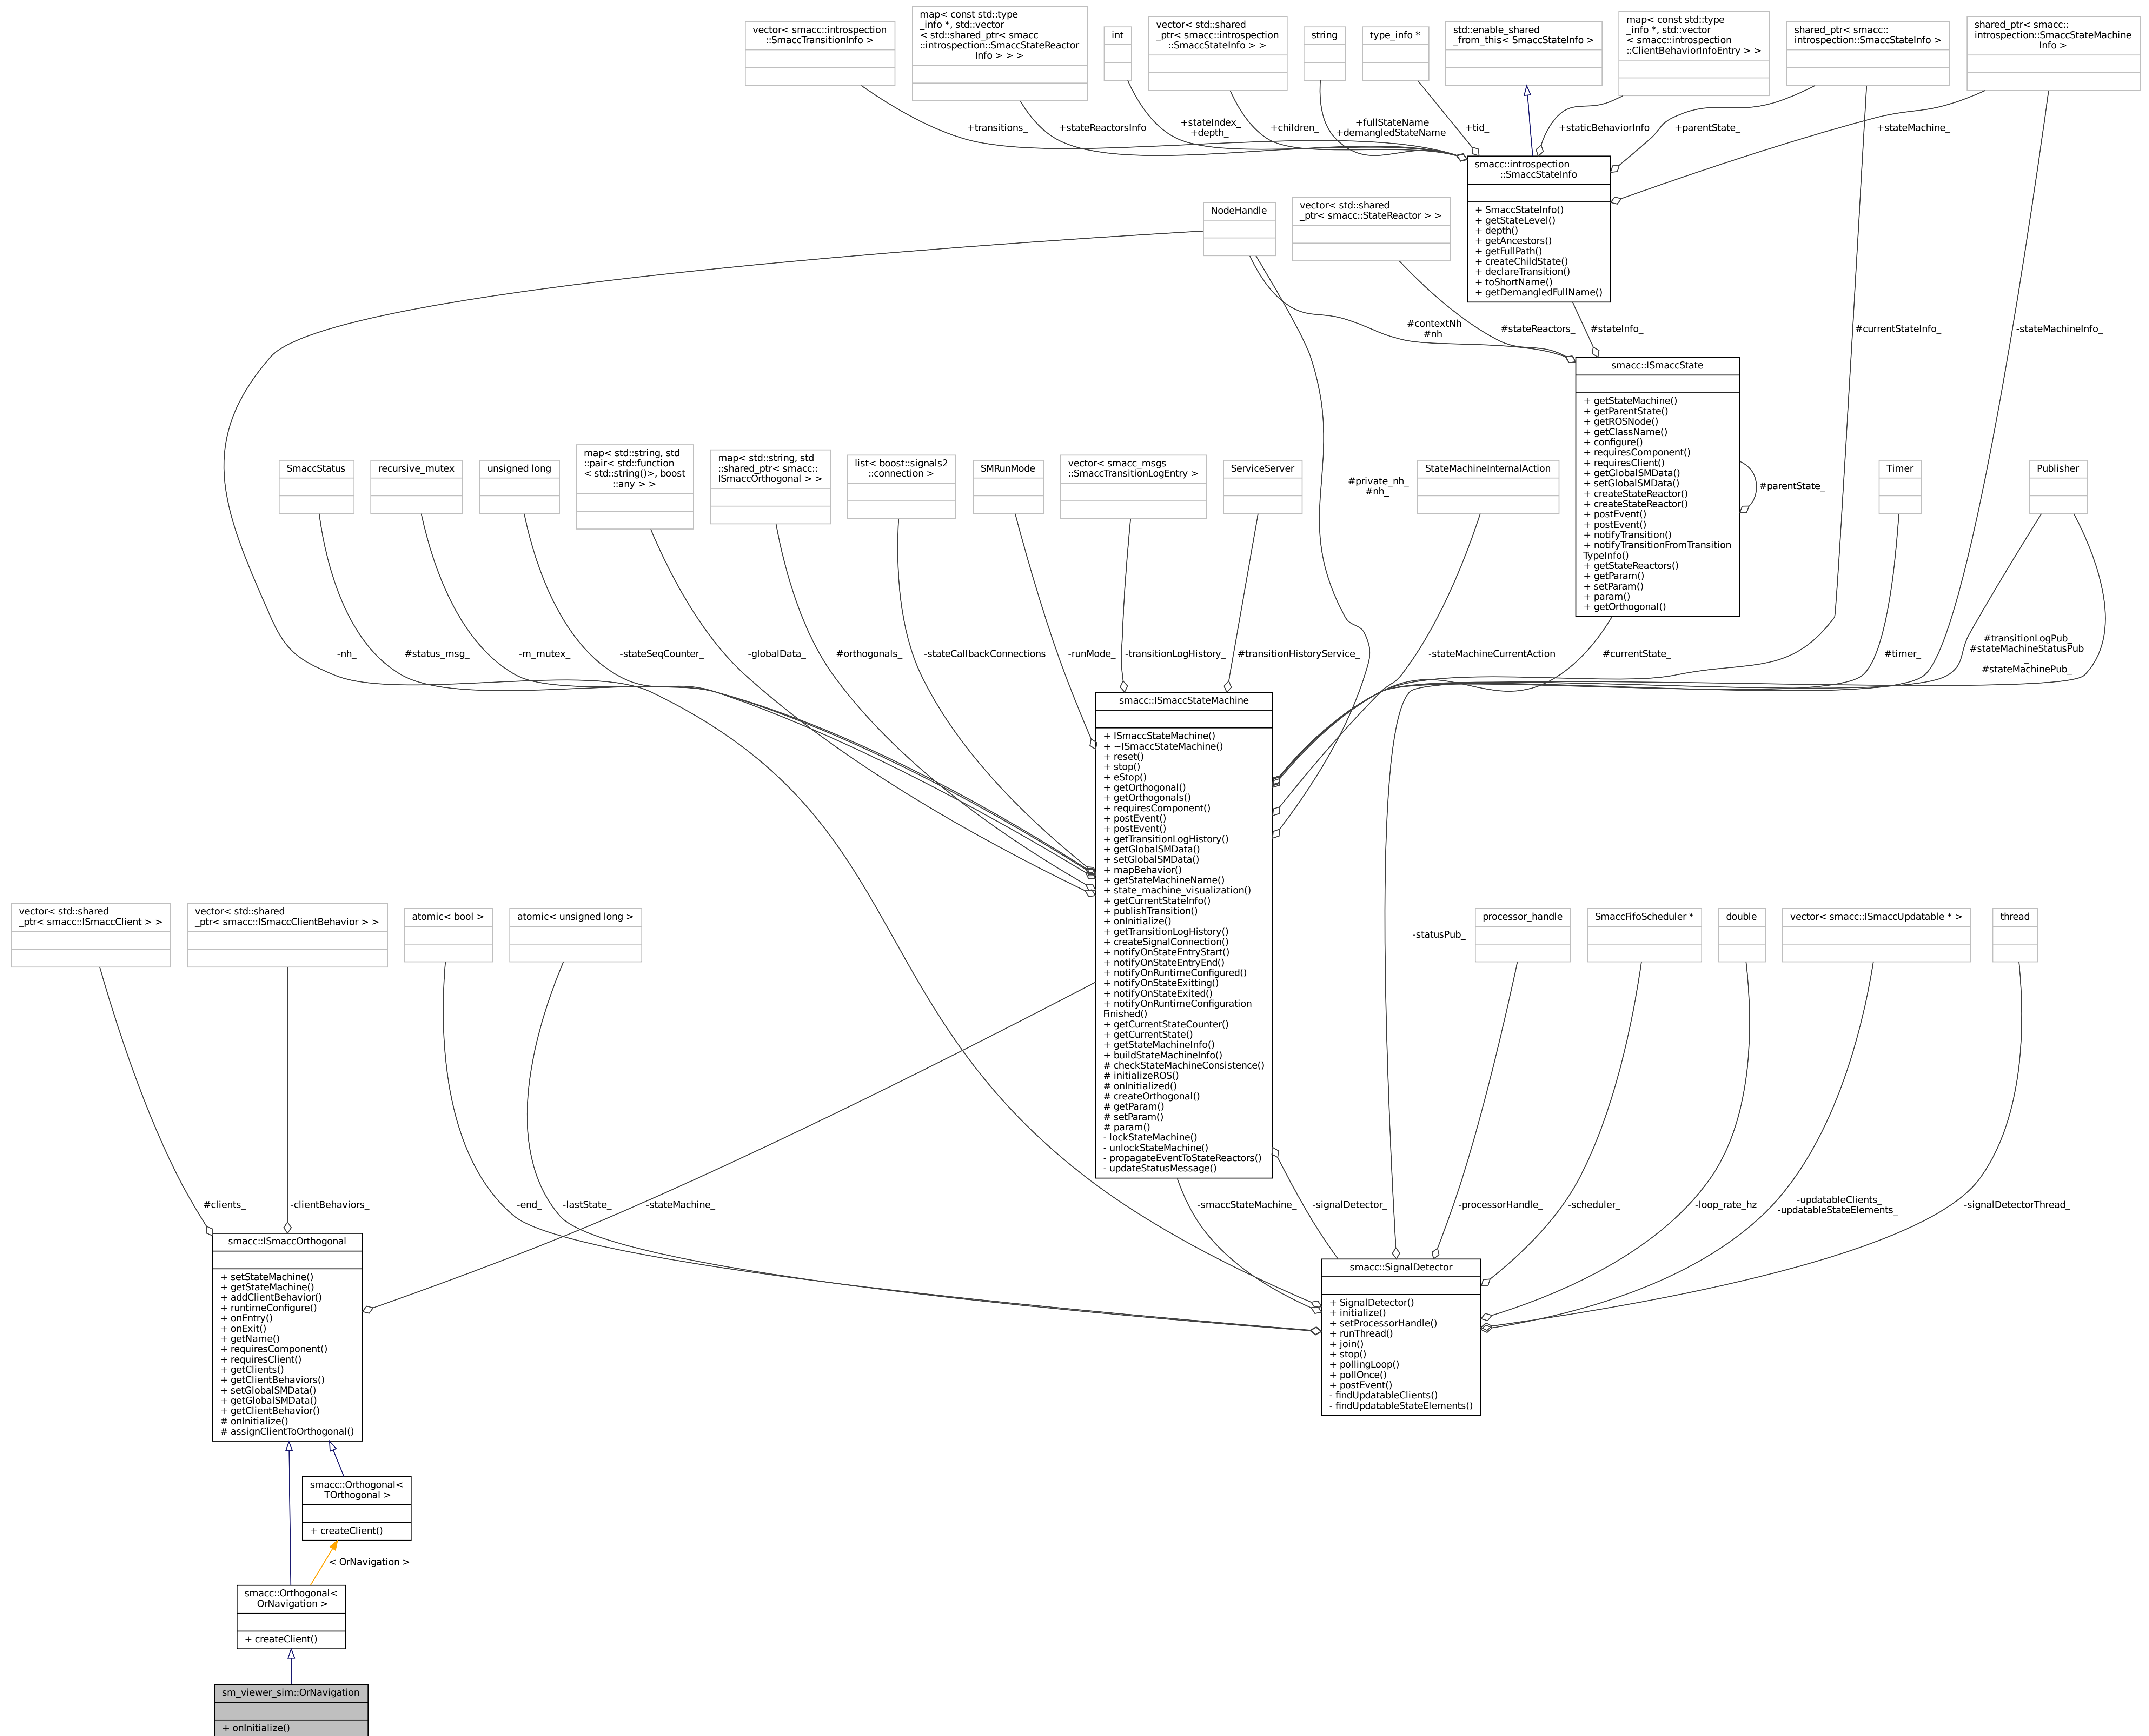 vector< smacc::introspection
::SmaccTransitionInfo >
map< const std::type
_info *, std::vector
< std::shared_ptr< smacc
::introspection::SmaccStateReactor
Info > > >
int
vector< std::shared
_ptr< smacc::introspection
::SmaccStateInfo > >
string
type_info *
std::enable_shared
_from_this< SmaccStateInfo >
map< const std::type
_info *, std::vector
< smacc::introspection
::ClientBehaviorInfoEntry > >
shared_ptr< smacc::
introspection::SmaccStateInfo >
shared_ptr< smacc::
introspection::SmaccStateMachine
Info >
+transitions_
+stateReactorsInfo
+stateIndex_
+depth_
+children_
+fullStateName
+demangledStateName
+tid_
+staticBehaviorInfo
+parentState_
+stateMachine_
smacc::introspection
::SmaccStateInfo
+ SmaccStateInfo()
+ getStateLevel()
+ depth()
+ getAncestors()
+ getFullPath()
+ createChildState()
+ declareTransition()
+ toShortName()
+ getDemangledFullName()
NodeHandle
vector< std::shared
_ptr< smacc::StateReactor > >
#contextNh
#nh
#stateReactors_
#stateInfo_
#currentStateInfo_
-stateMachineInfo_
smacc::ISmaccState
+ getStateMachine()
+ getParentState()
+ getROSNode()
+ getClassName()
+ configure()
+ requiresComponent()
+ requiresClient()
+ getGlobalSMData()
+ setGlobalSMData()
+ createStateReactor()
+ createStateReactor()
+ postEvent()
+ postEvent()
+ notifyTransition()
+ notifyTransitionFromTransition
TypeInfo()
+ getStateReactors()
+ getParam()
+ setParam()
+ param()
+ getOrthogonal()
#parentState_
SmaccStatus
recursive_mutex
unsigned long
map< std::string, std
::pair< std::function
< std::string()>, boost
::any > >
map< std::string, std
::shared_ptr< smacc::
ISmaccOrthogonal > >
list< boost::signals2
::connection >
SMRunMode
vector< smacc_msgs
::SmaccTransitionLogEntry >
ServiceServer
#private_nh_
#nh_
StateMachineInternalAction
Timer
Publisher
-nh_
#status_msg_
-m_mutex_
-stateSeqCounter_
-globalData_
#orthogonals_
-stateCallbackConnections
-runMode_
-transitionLogHistory_
#transitionHistoryService_
-stateMachineCurrentAction
#currentState_
#timer_
#transitionLogPub_
#stateMachineStatusPub
_
#stateMachinePub_
smacc::ISmaccStateMachine
+ ISmaccStateMachine()
+ ~ISmaccStateMachine()
+ reset()
+ stop()
+ eStop()
+ getOrthogonal()
+ getOrthogonals()
+ requiresComponent()
+ postEvent()
+ postEvent()
+ getTransitionLogHistory()
+ getGlobalSMData()
+ setGlobalSMData()
+ mapBehavior()
+ getStateMachineName()
+ state_machine_visualization()
+ getCurrentStateInfo()
+ publishTransition()
+ onInitialize()
+ getTransitionLogHistory()
+ createSignalConnection()
+ notifyOnStateEntryStart()
+ notifyOnStateEntryEnd()
+ notifyOnRuntimeConfigured()
+ notifyOnStateExitting()
+ notifyOnStateExited()
+ notifyOnRuntimeConfiguration
Finished()
+ getCurrentStateCounter()
+ getCurrentState()
+ getStateMachineInfo()
+ buildStateMachineInfo()
# checkStateMachineConsistence()
# initializeROS()
# onInitialized()
# createOrthogonal()
# getParam()
# setParam()
# param()
- lockStateMachine()
- unlockStateMachine()
- propagateEventToStateReactors()
- updateStatusMessage()
vector< std::shared
_ptr< smacc::ISmaccClient > >
vector< std::shared
_ptr< smacc::ISmaccClientBehavior > >
atomic< bool >
atomic< unsigned long >
-statusPub_
processor_handle
SmaccFifoScheduler *
double
vector< smacc::ISmaccUpdatable * >
thread
#clients_
-clientBehaviors_
-end_
-lastState_
-stateMachine_
-smaccStateMachine_
-signalDetector_
-processorHandle_
-scheduler_
-loop_rate_hz
-updatableClients_
-updatableStateElements_
-signalDetectorThread_
smacc::ISmaccOrthogonal
+ setStateMachine()
+ getStateMachine()
+ addClientBehavior()
+ runtimeConfigure()
+ onEntry()
+ onExit()
+ getName()
+ requiresComponent()
+ requiresClient()
+ getClients()
+ getClientBehaviors()
+ setGlobalSMData()
+ getGlobalSMData()
+ getClientBehavior()
# onInitialize()
# assignClientToOrthogonal()
smacc::SignalDetector
+ SignalDetector()
+ initialize()
+ setProcessorHandle()
+ runThread()
+ join()
+ stop()
+ pollingLoop()
+ pollOnce()
+ postEvent()
- findUpdatableClients()
- findUpdatableStateElements()
smacc::Orthogonal<
TOrthogonal >
+ createClient()
< OrNavigation >
smacc::Orthogonal<
OrNavigation >
+ createClient()
sm_viewer_sim::OrNavigation
+ onInitialize()